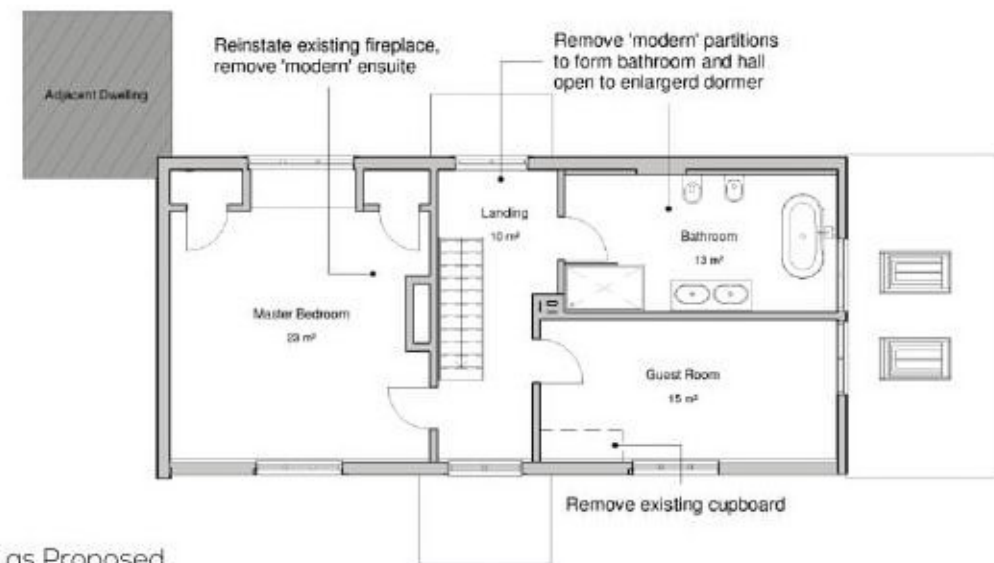 Reinstate existing fireplace,
remove 'modern' ensuite
Remove 'modern' partitions
to form bathroom and hall
open to enlargerd dormer
Adjacent Dwelling
Landing
10 m²
Bathroom
13 m²
Master Bedroom
23 m²
Guest Room
15 m²
Remove existing cupboard
as Proposed